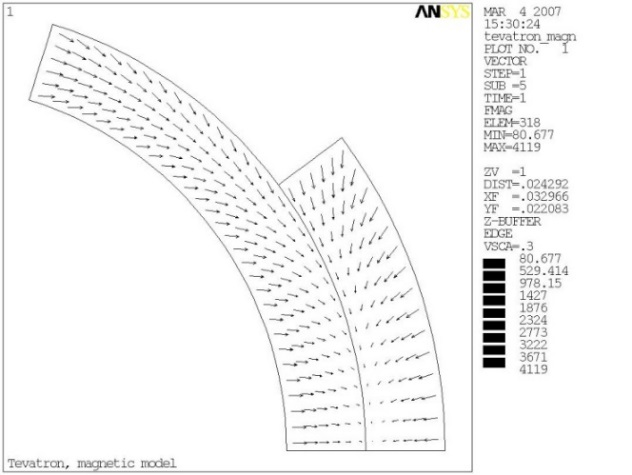 1
ANSYS
MAR 4 2007
15:30:24
tevatron_magn
PLOT NO. 1
VECTOR
STEP=1
SUB =5
TIME=1
FMAG
ELEM=318
MIN=80.677
MAX=4119
ZV =1
DIST=.024292
XF =.032966
YF =.022083
Z-BUFFER
EDGE
VSCA=.3
80.677
529.414
978.15
1427
1876
2324
2773
3222
3671
4119
Tevatron, magnetic model